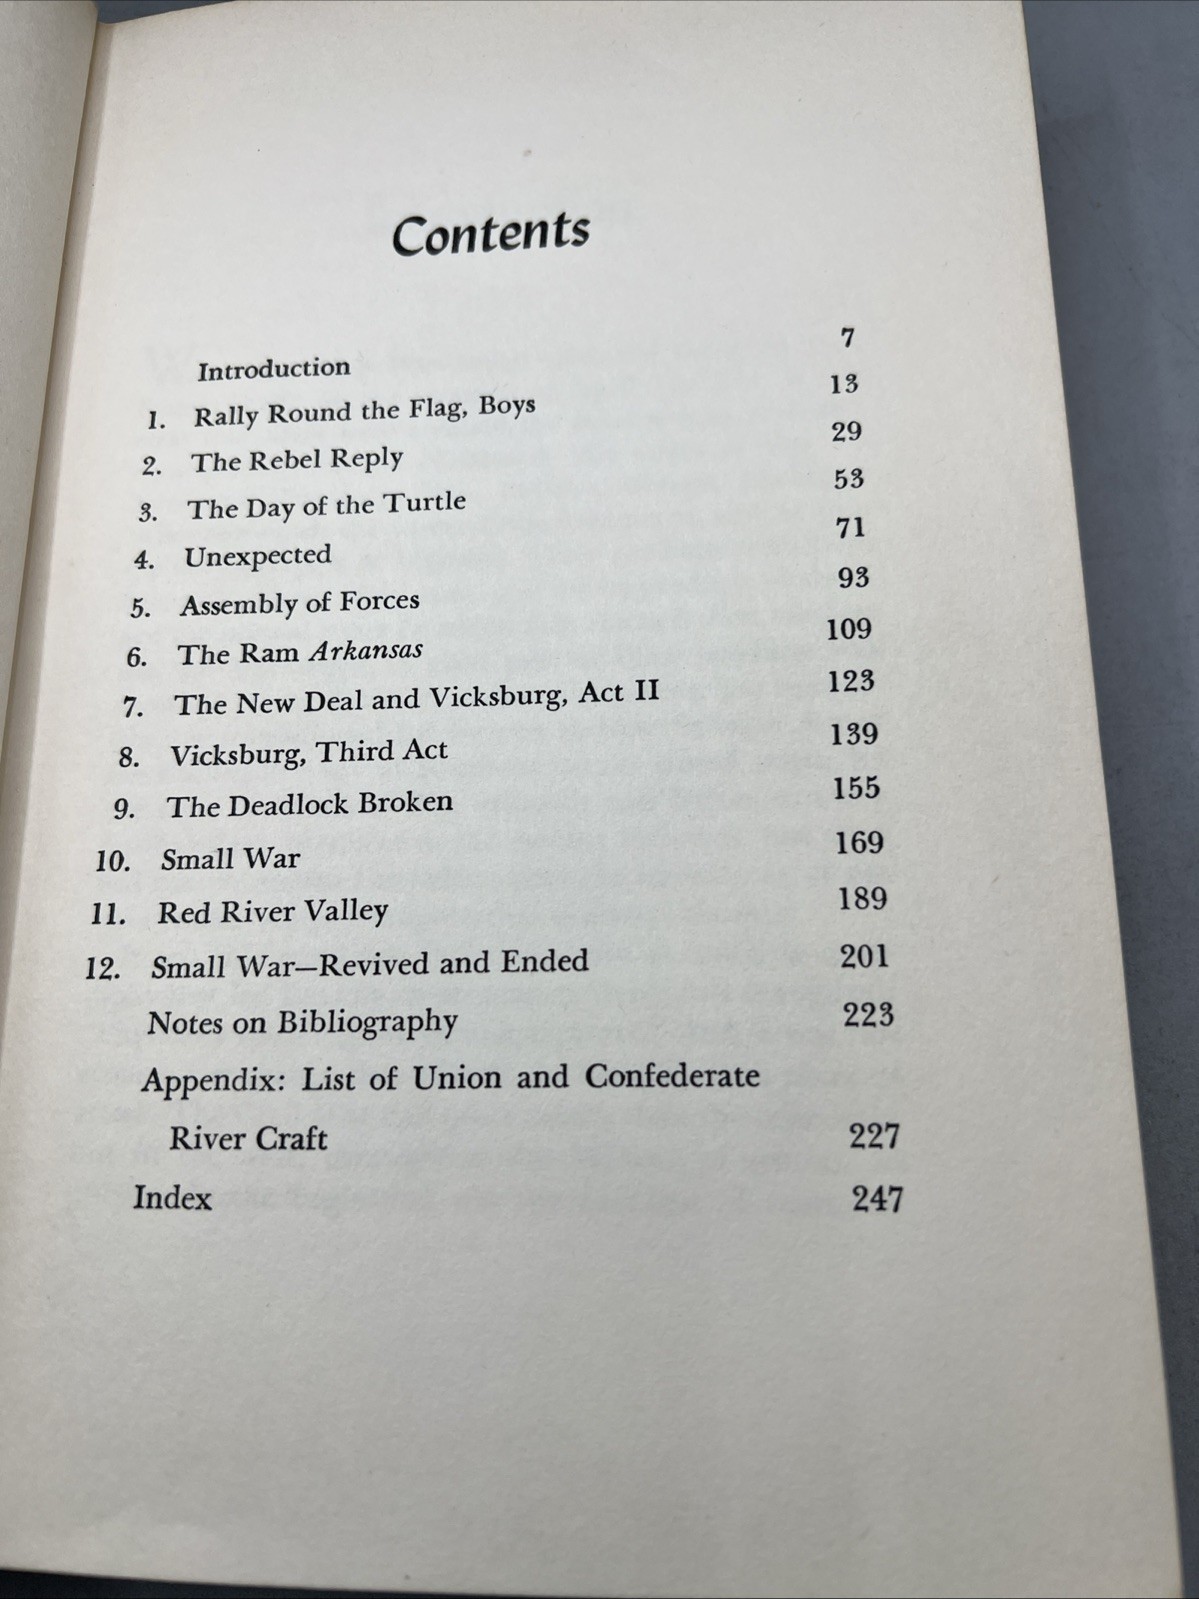 Contents
Introduction 7
1. Rally Round the Flag, Boys 13
2. The Rebel Reply 29
3. The Day of the Turtle 53
4. Unexpected 71
5. Assembly of Forces 93
6. The Ram Arkansas 109
7. The New Deal and Vicksburg, Act II 123
8. Vicksburg, Third Act 139
9. The Deadlock Broken 155
10. Small War 169
11. Red River Valley 189
12. Small War—Revived and Ended 201
Notes on Bibliography 223
Appendix: List of Union and Confederate
River Craft 227
Index 247